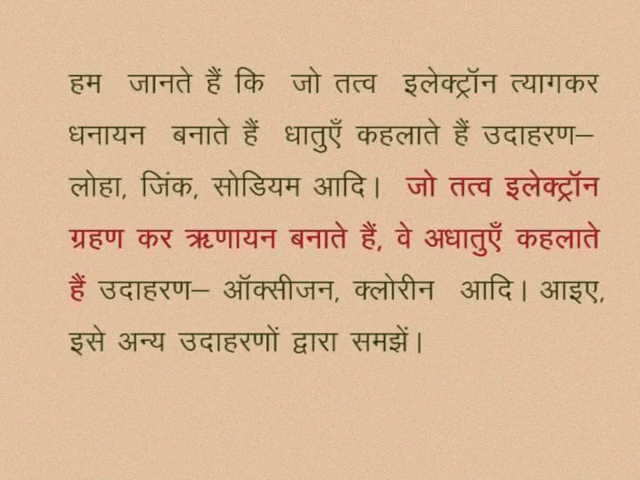 हम जानते हैं कि जो तत्व इलेक्ट्रॉन त्यागकर
धनायन बनाते हैं धातुएँ कहलाते हैं उदाहरण–
लोहा, जिंक, सोडियम आदि। जो तत्व इलेक्ट्रॉन
ग्रहण कर ऋणायन बनाते हैं, वे अधातुएँ कहलाते
हैं उदाहरण– ऑक्सीजन, क्लोरीन आदि। आइए,
इसे अन्य उदाहरणों द्वारा समझें।